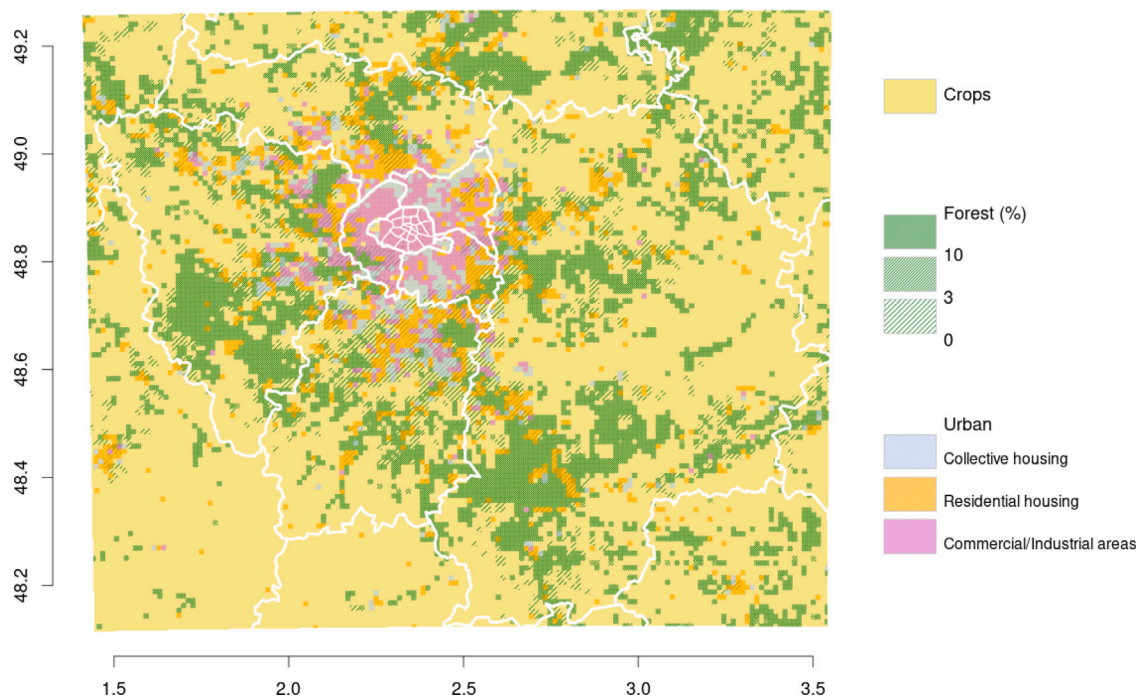 49.2
49.0
48.8
48.6
48.4
48.2
1.5 2.0 2.5 3.0 3.5
Crops
Forest (%)
10
3
0
Urban
Collective housing
Residential housing
Commercial/Industrial areas